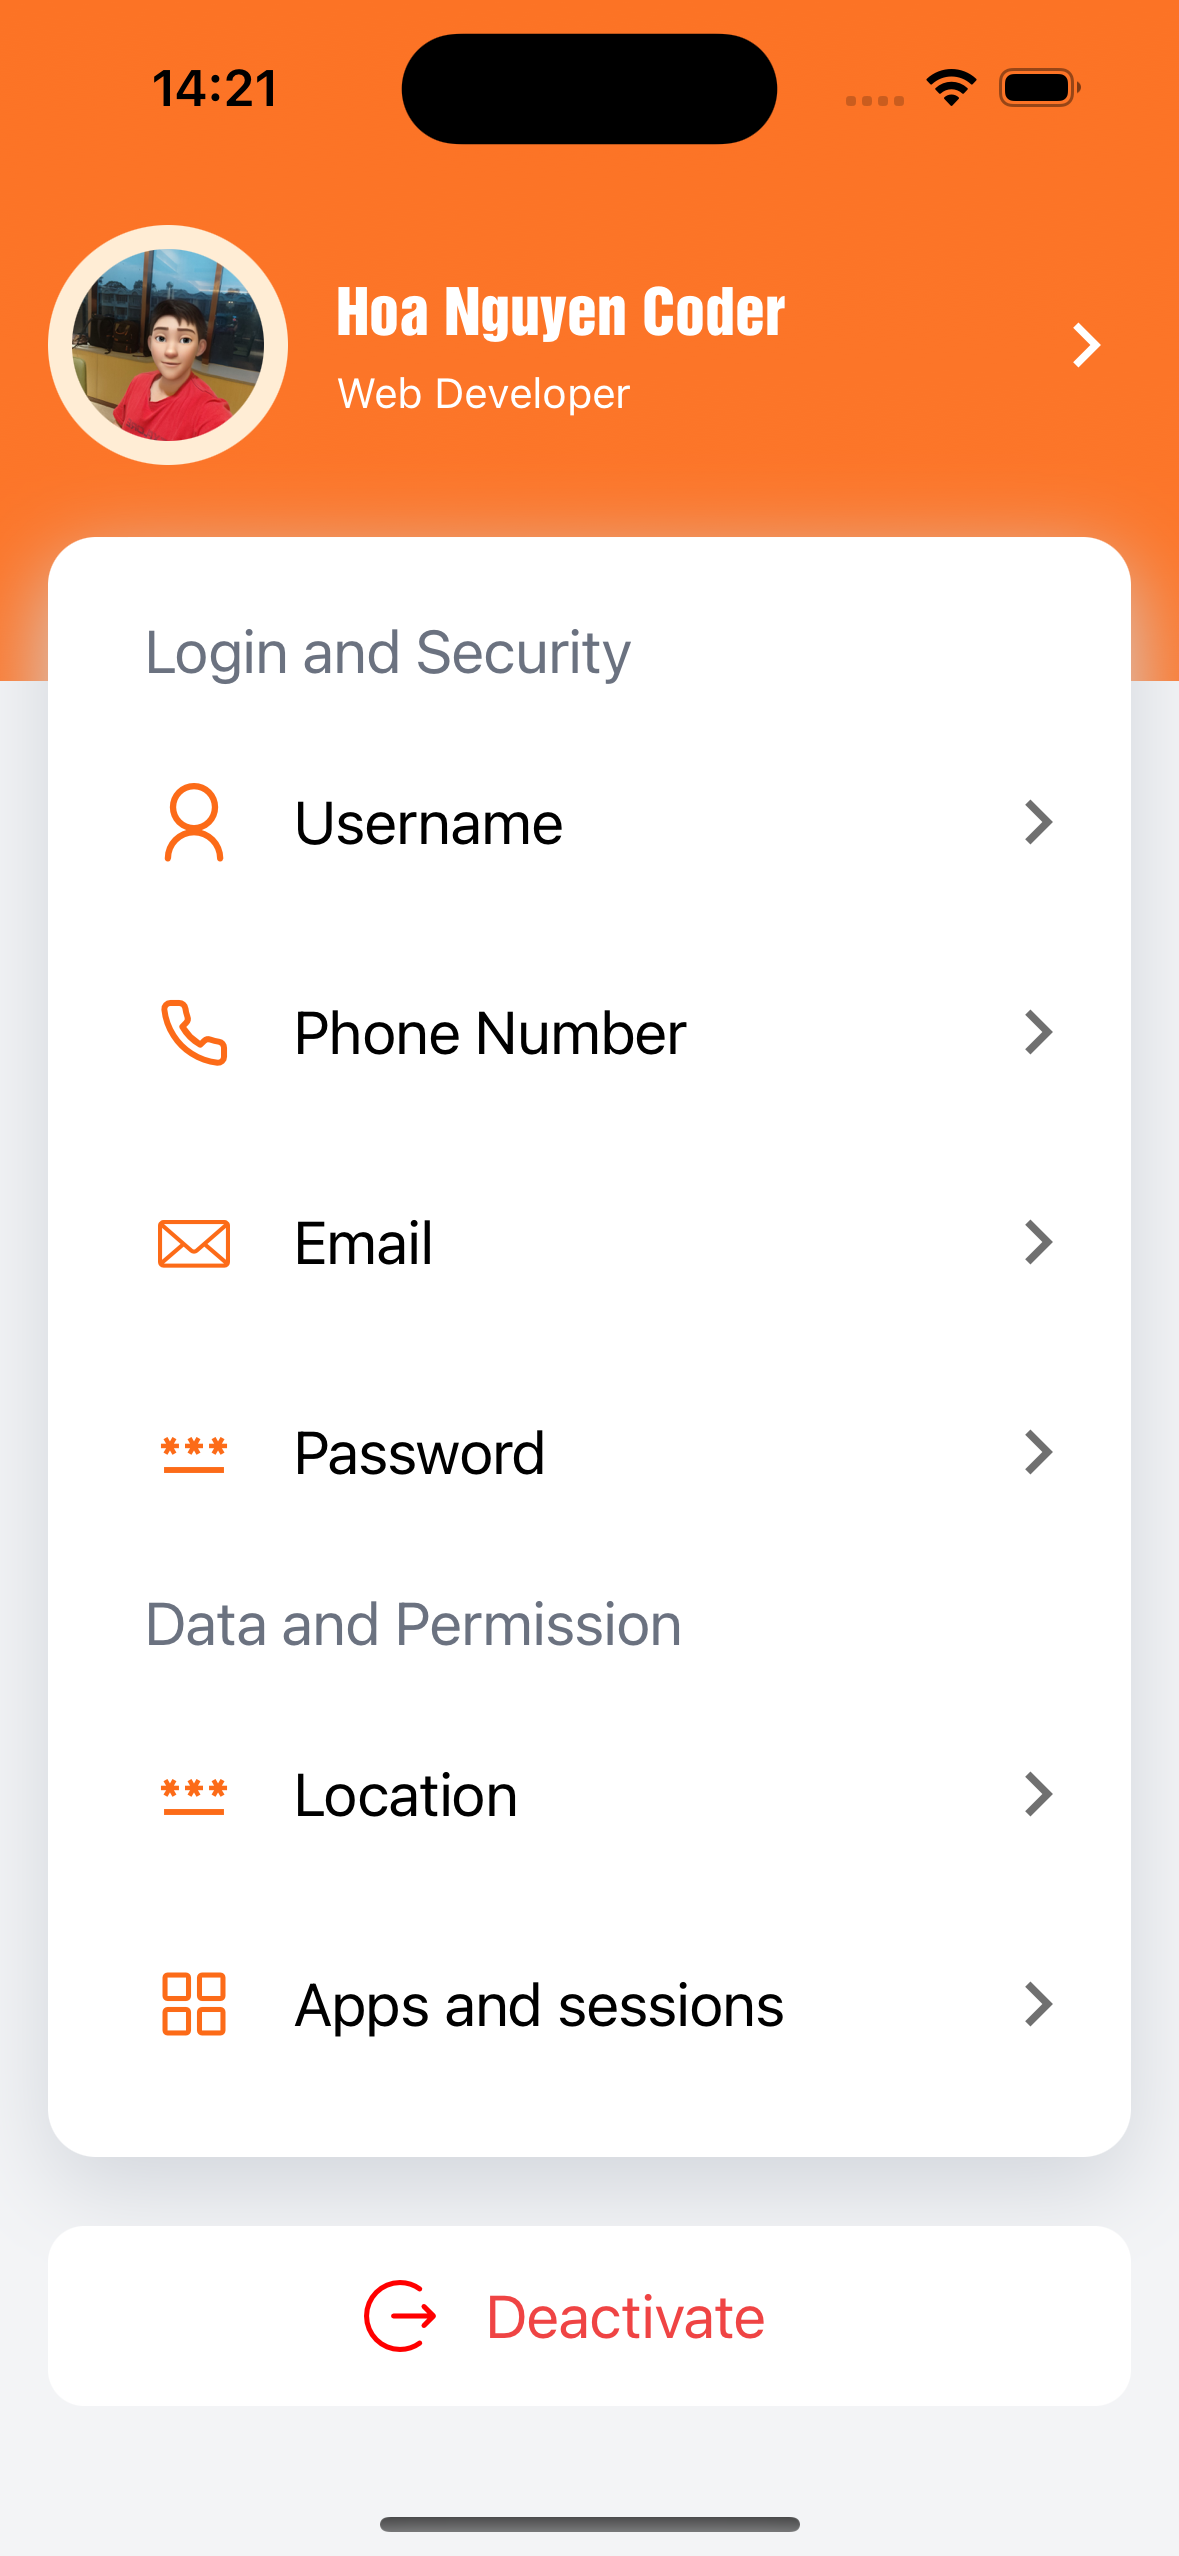 14:21
Hoa Nguyen Coder
Web Developer
Login and Security
Username
Phone Number
Email
Password
Data and Permission
Location
Apps and sessions
Deactivate